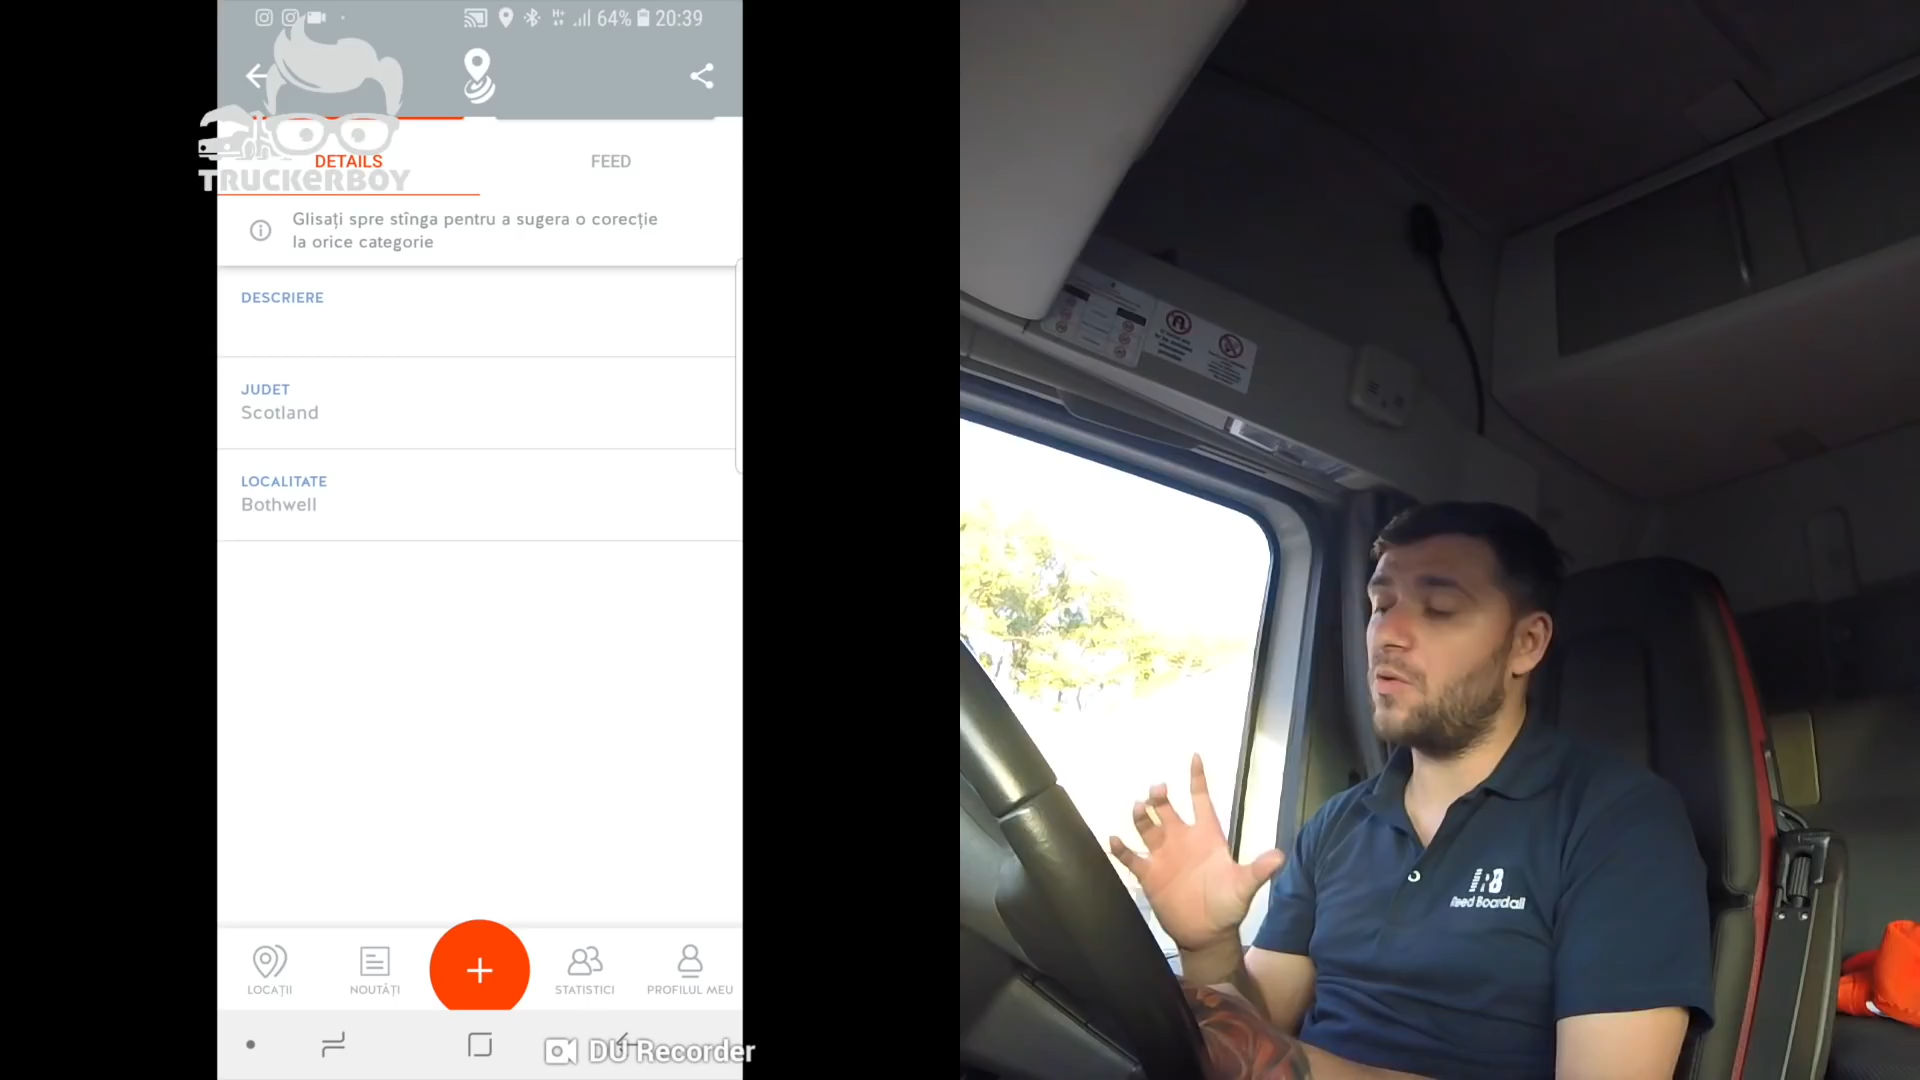 64% 20:39
TRUCKERBOY
DETAILS
FEED
Glisați spre stînga pentru a sugera o corecție
la orice categorie
DESCRIERE
JUDET
Scotland
LOCALITATE
Bothwell
LOCAȚII
NOUTĂȚI
STATISTICI
PROFILUL MEU
DU Recorder
RB
Reed Boardall